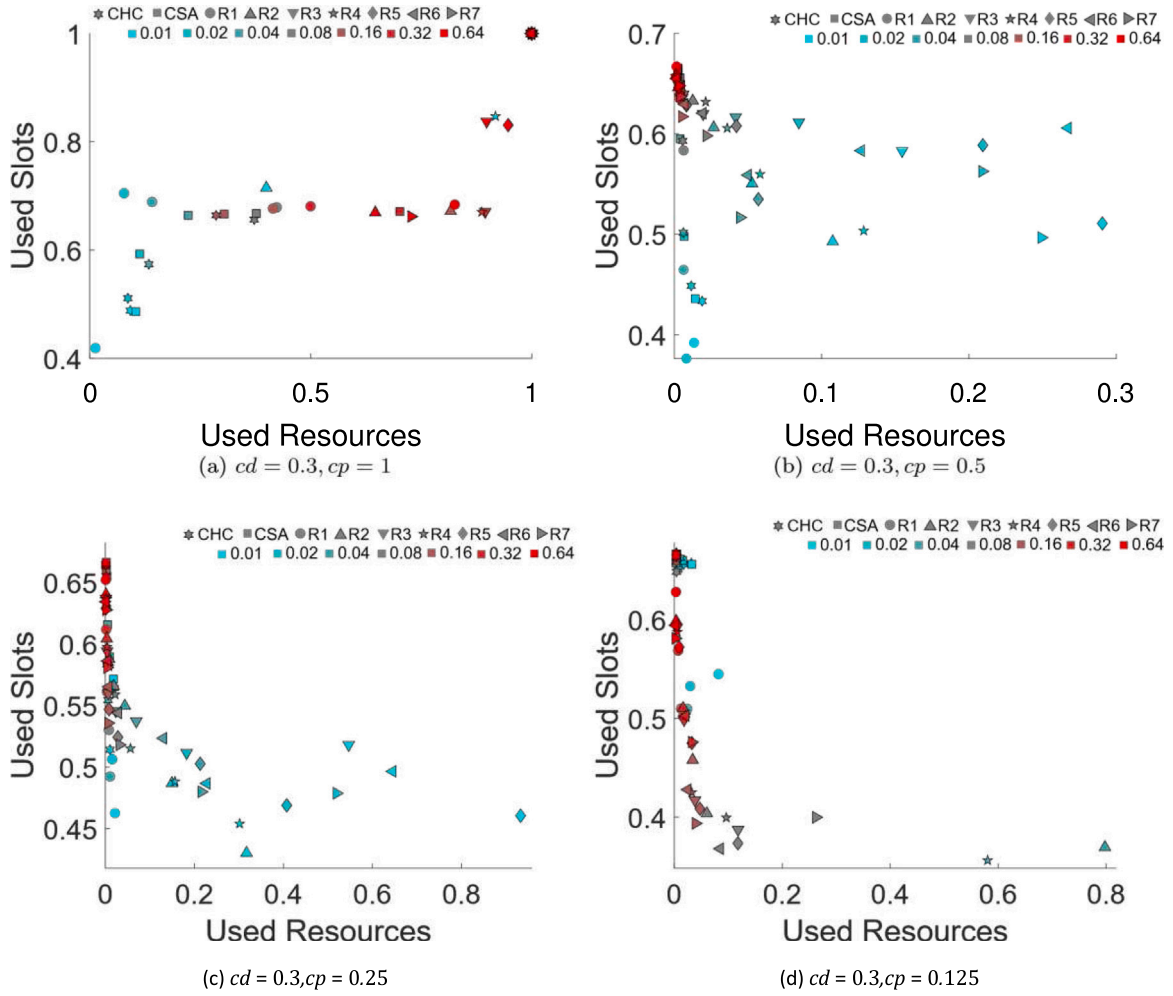 CHC CSA R1 R2 R3 R4 R5 R6 R7
0.01 0.02 0.04 0.08 0.16 0.32 0.64
1
0.8
0.6
0.4
Used Slots
0 0.5 1
Used Resources
(a) cd = 0.3, cp = 1
CHC CSA R1 R2 R3 R4 R5 R6 R7
0.01 0.02 0.04 0.08 0.16 0.32 0.64
0.7
0.6
0.5
0.4
Used Slots
0 0.1 0.2 0.3
Used Resources
(b) cd = 0.3, cp = 0.5
CHC CSA R1 R2 R3 R4 R5 R6 R7
0.01 0.02 0.04 0.08 0.16 0.32 0.64
0.65
0.6
0.55
0.5
0.45
Used Slots
0 0.2 0.4 0.6 0.8
Used Resources
(c) cd = 0.3,cp = 0.25
CHC CSA R1 R2 R3 R4 R5 R6 R7
0.01 0.02 0.04 0.08 0.16 0.32 0.64
0.6
0.5
0.4
Used Slots
0 0.2 0.4 0.6 0.8
Used Resources
(d) cd = 0.3,cp = 0.125